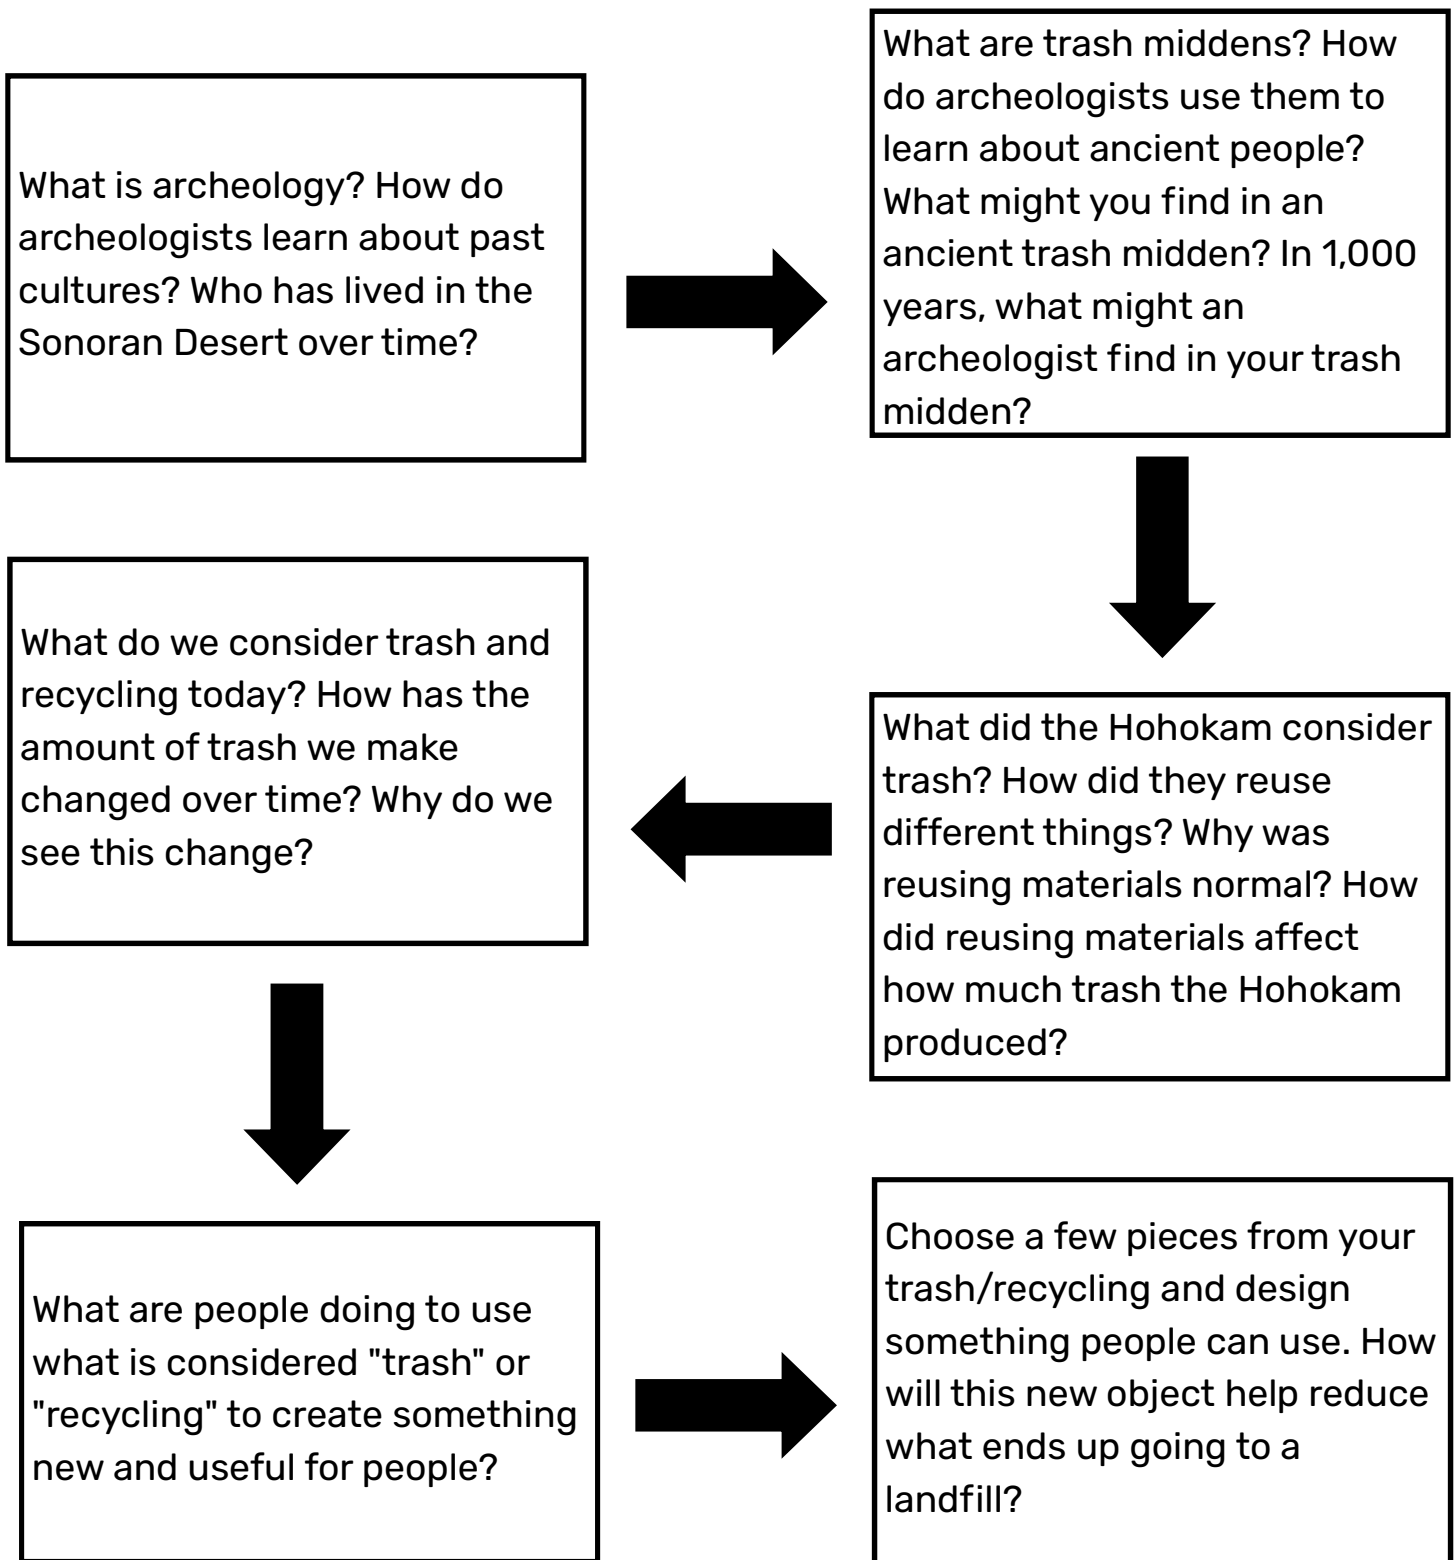 What is archeology? How do
archeologists learn about past
cultures? Who has lived in the
Sonoran Desert over time?
What are trash middens? How
do archeologists use them to
learn about ancient people?
What might you find in an
ancient trash midden? In 1,000
years, what might an
archeologist find in your trash
midden?
What did the Hohokam consider
trash? How did they reuse
different things? Why was
reusing materials normal? How
did reusing materials affect
how much trash the Hohokam
produced?
What do we consider trash and
recycling today? How has the
amount of trash we make
changed over time? Why do we
see this change?
What are people doing to use
what is considered "trash" or
"recycling" to create something
new and useful for people?
Choose a few pieces from your
trash/recycling and design
something people can use. How
will this new object help reduce
what ends up going to a
landfill?